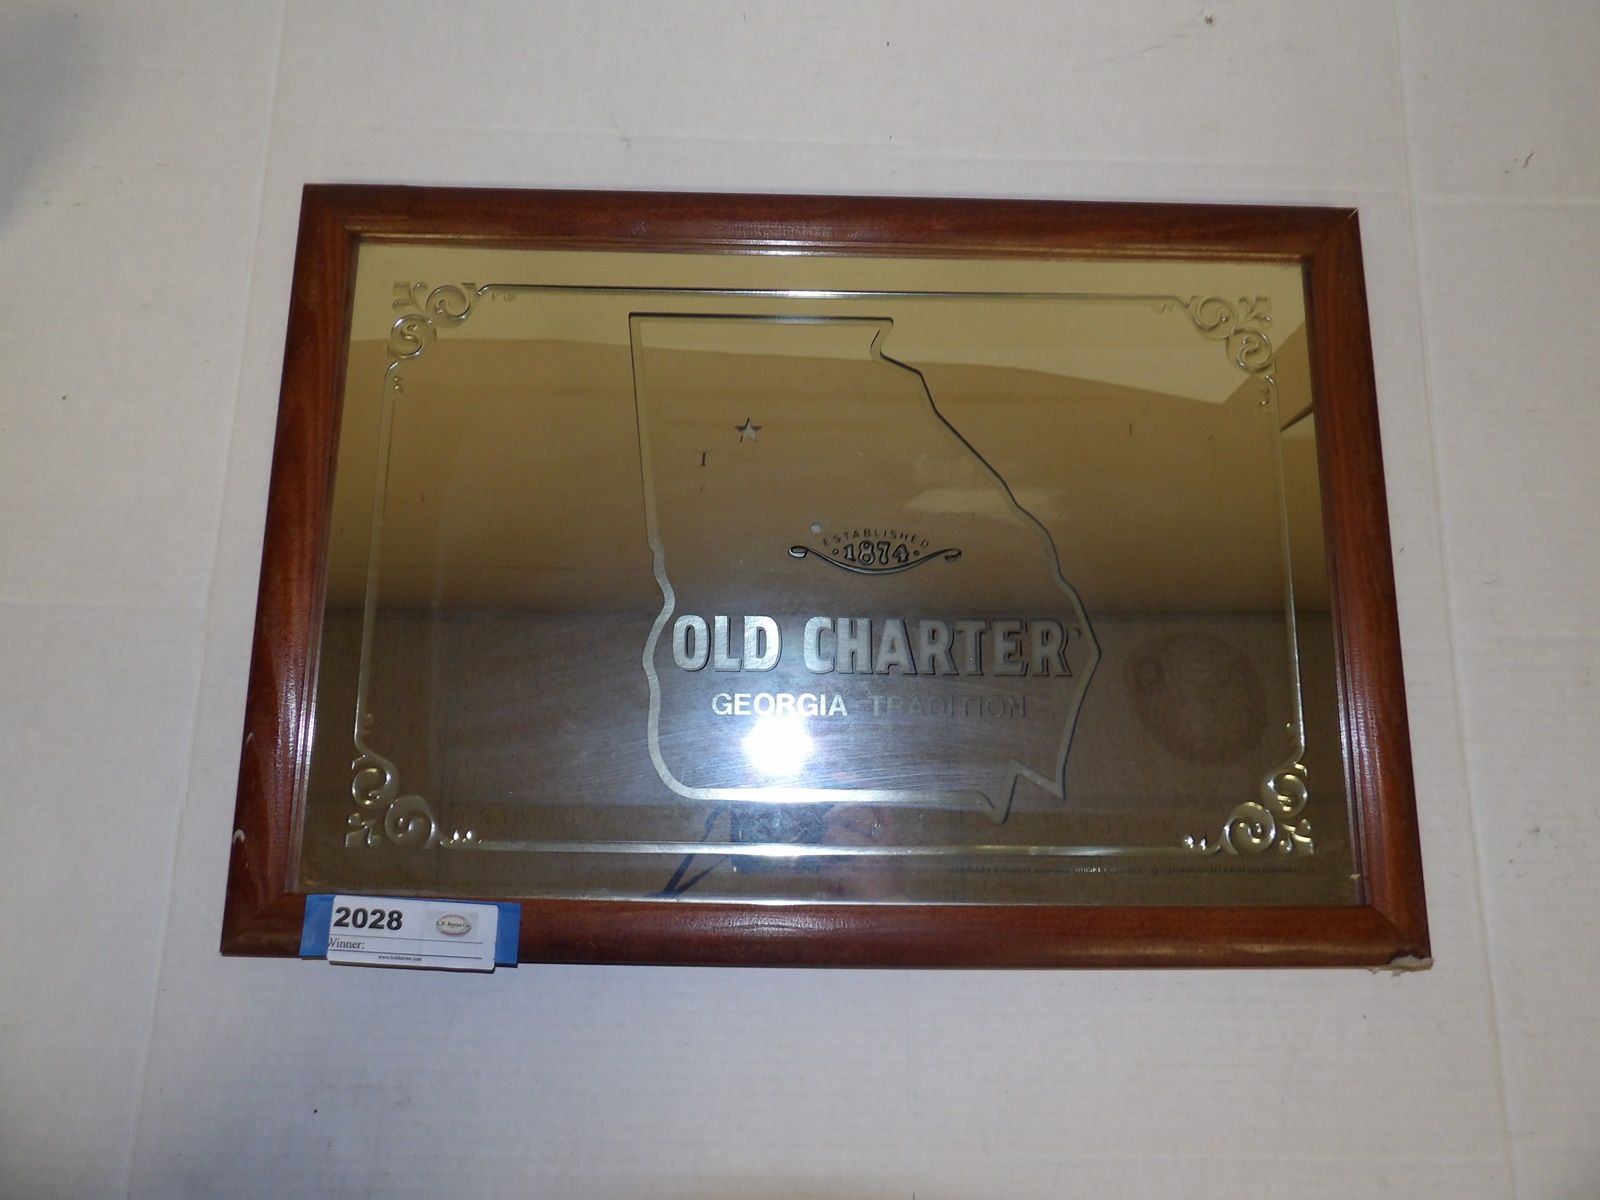 ESTABLISHED
1874
OLD CHARTER
GEORGIA TRADITION
2028
Winner: